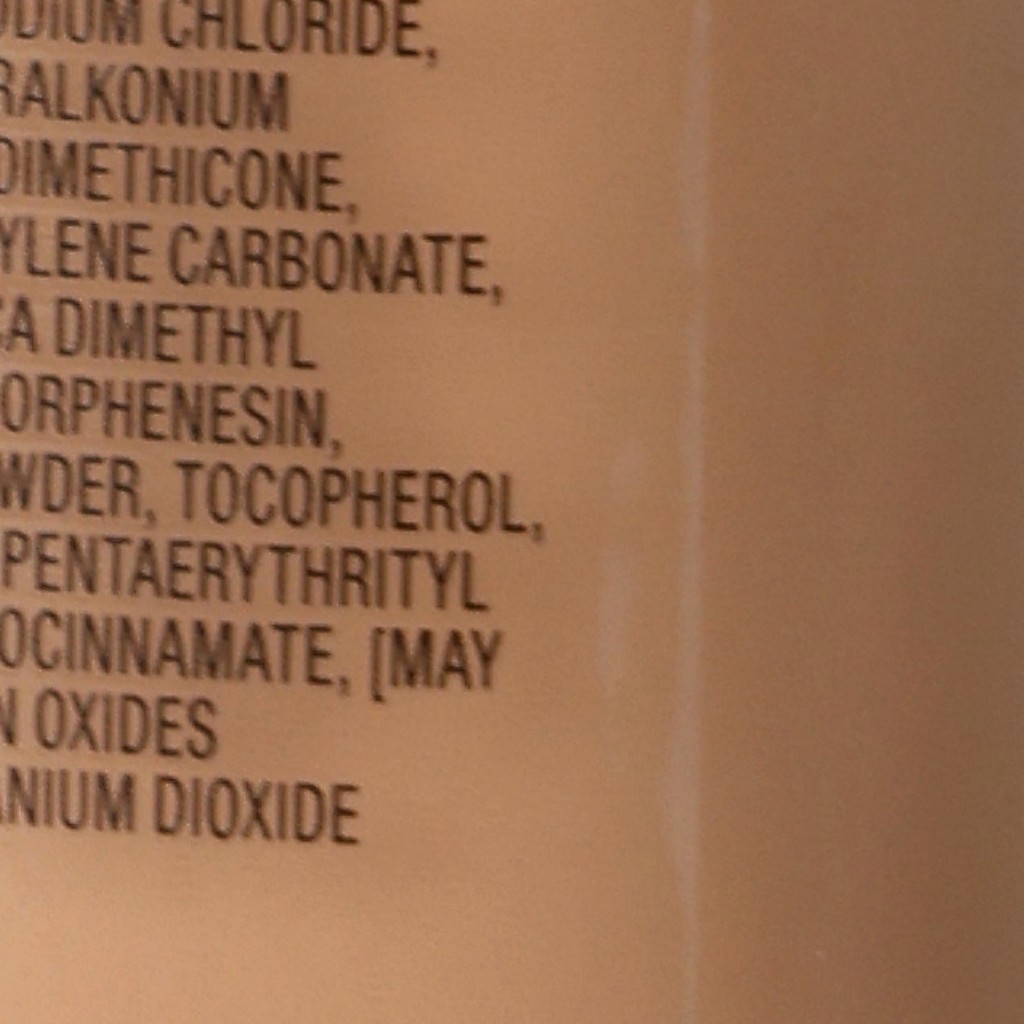 ODIUM CHLORIDE,
RALKONIUM
DIMETHICONE,
YLENE CARBONATE,
CA DIMETHYL
ORPHENESIN,
WDER, TOCOPHEROL,
PENTAERYTHRITYL
OCINNAMATE, [MAY
N OXIDES
ANIUM DIOXIDE